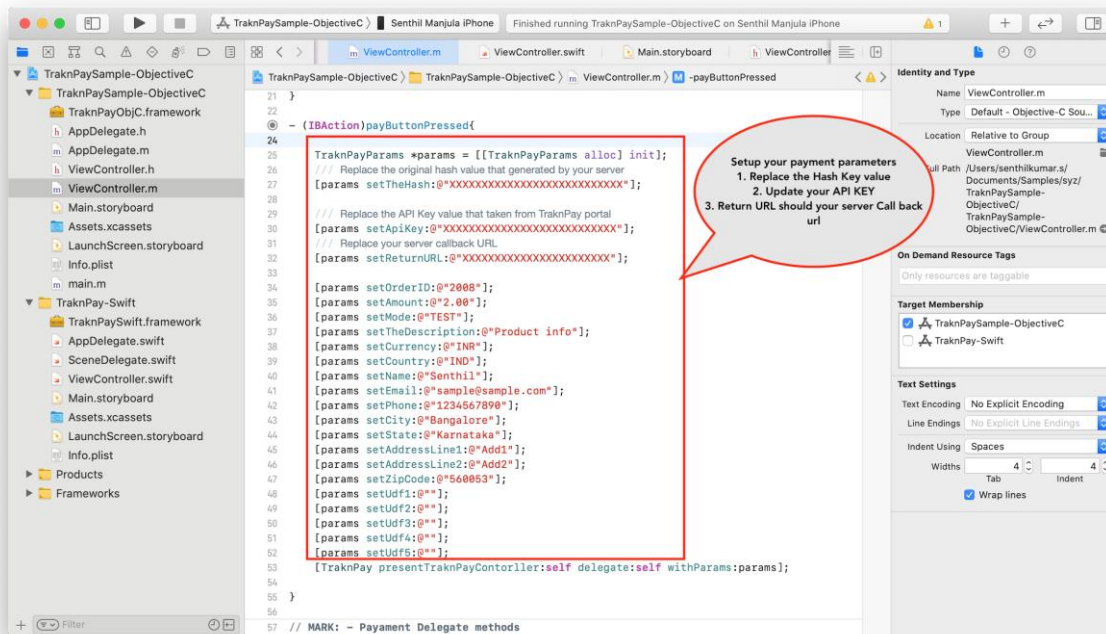 TraknPaySample-ObjectiveC
Senthil Manjula iPhone
Finished running TraknPaySample-ObjectiveC on Senthil Manjula iPhone
1
TraknPaySample-ObjectiveC
TraknPaySample-ObjectiveC
TraknPayObjC.framework
AppDelegate.h
AppDelegate.m
ViewController.h
ViewController.m
Main.storyboard
Assets.xcassets
LaunchScreen.storyboard
Info.plist
main.m
TraknPay-Swift
TraknPaySwift.framework
AppDelegate.swift
SceneDelegate.swift
ViewController.swift
Main.storyboard
Assets.xcassets
LaunchScreen.storyboard
Info.plist
Products
Frameworks
Filter
ViewController.m
ViewController.swift
Main.storyboard
ViewController
TraknPaySample-ObjectiveC
TraknPaySample-ObjectiveC
ViewController.m
-payButtonPressed
21 }
22
- (IBAction)payButtonPressed{
24
25 TraknPayParams *params = [[TraknPayParams alloc] init];
26 /// Replace the original hash value that generated by your server
27 [params setTheHash:@"XXXXXXXXXXXXXXXXXXXXXXXXXXX"];
28
29 /// Replace the API Key value that taken from TraknPay portal
30 [params setApiKey:@"XXXXXXXXXXXXXXXXXXXXXXXXXXX"];
31 /// Replace your server callback URL
32 [params setReturnURL:@"XXXXXXXXXXXXXXXXXXXXXXX"];
33
34 [params setOrderID:@"2008"];
35 [params setAmount:@"2.00"];
36 [params setMode:@"TEST"];
37 [params setTheDescription:@"Product info"];
38 [params setCurrency:@"INR"];
39 [params setCountry:@"IND"];
40 [params setName:@"Senthil"];
41 [params setEmail:@"sample@sample.com"];
42 [params setPhone:@"1234567890"];
43 [params setCity:@"Bangalore"];
44 [params setState:@"Karnataka"];
45 [params setAddressLine1:@"Add1"];
46 [params setAddressLine2:@"Add2"];
47 [params setZipCode:@"560053"];
48 [params setUdf1:@""];
49 [params setUdf2:@""];
50 [params setUdf3:@""];
51 [params setUdf4:@""];
52 [params setUdf5:@""];
53 [TraknPay presentTraknPayContorller:self delegate:self withParams:params];
54
55 }
56
57 // MARK: - Payament Delegate methods
Setup your payment parameters
1. Replace the Hash Key value
2. Update your API KEY
3. Return URL should your server Call back
url
Identity and Type
Name ViewController.m
Type Default - Objective-C Sou...
Location Relative to Group
ViewController.m
ull Path /Users/senthilkumar.s/
Documents/Samples/syz/
TraknPaySample-
ObjectiveC/
TraknPaySample-
ObjectiveC/ViewController.m
On Demand Resource Tags
Only resources are taggable
Target Membership
TraknPaySample-ObjectiveC
TraknPay-Swift
Text Settings
Text Encoding No Explicit Encoding
Line Endings No Explicit Line Endings
Indent Using Spaces
Widths 4 4
Tab Indent
Wrap lines